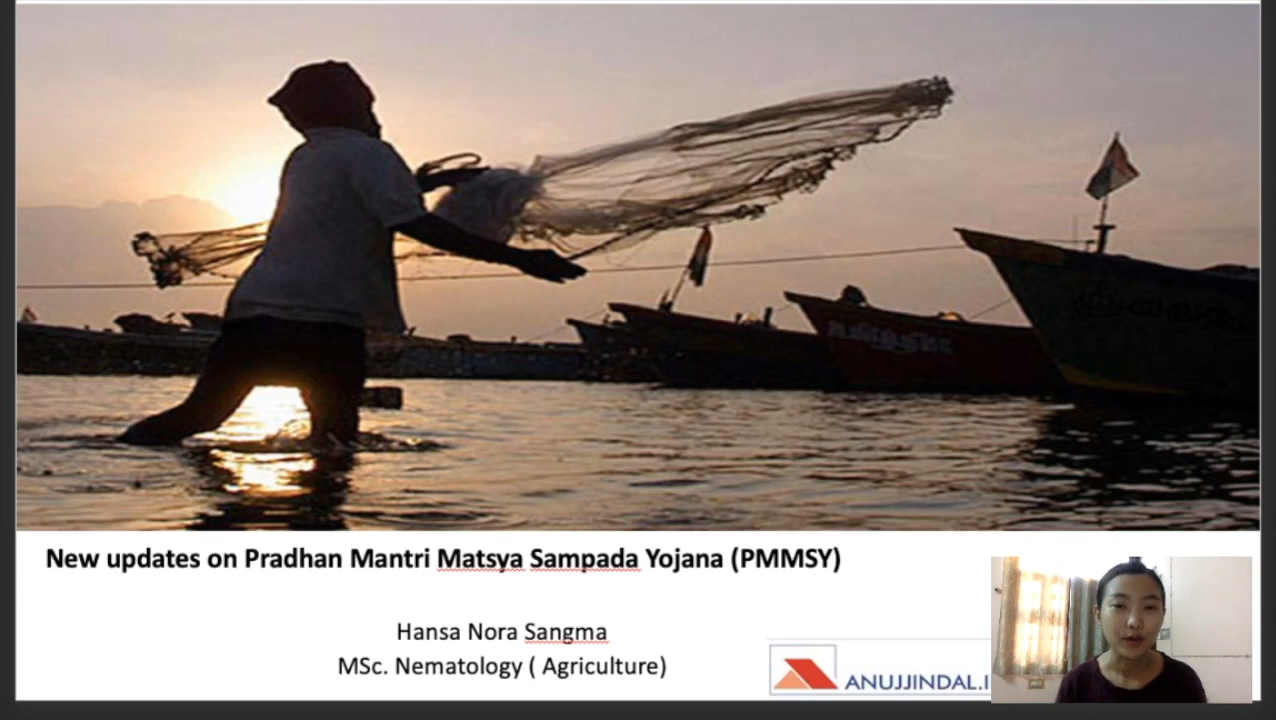 New updates on Pradhan Mantri Matsya Sampada Yojana (PMMSY)
Hansa Nora Sangma
MSc. Nematology ( Agriculture)
ANUJJINDAL.I